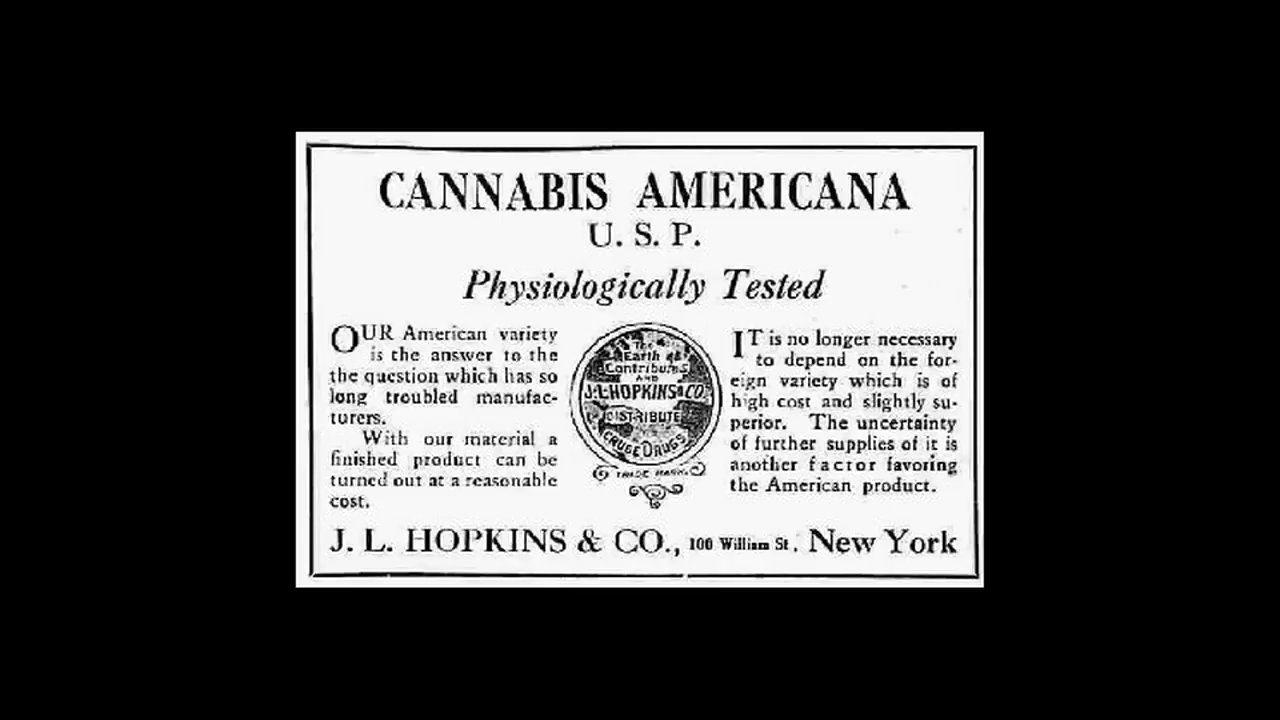 CANNABIS AMERICANA
U. S. P.
Physiologically Tested
OUR American variety
is the answer to the
the question which has so
long troubled manufac-
turers.
With our material a
finished product can be
turned out at a reasonable
cost.
The
Earth
Contributes
AND
J. L. HOPKINS & CO.
DISTRIBUTE
CRUDE DRUGS
TRADE MARK
IT is no longer necessary
to depend on the for-
eign variety which is of
high cost and slightly su-
perior. The uncertainty
of further supplies of it is
another factor favoring
the American product.
J. L. HOPKINS & CO., 100 William St. New York